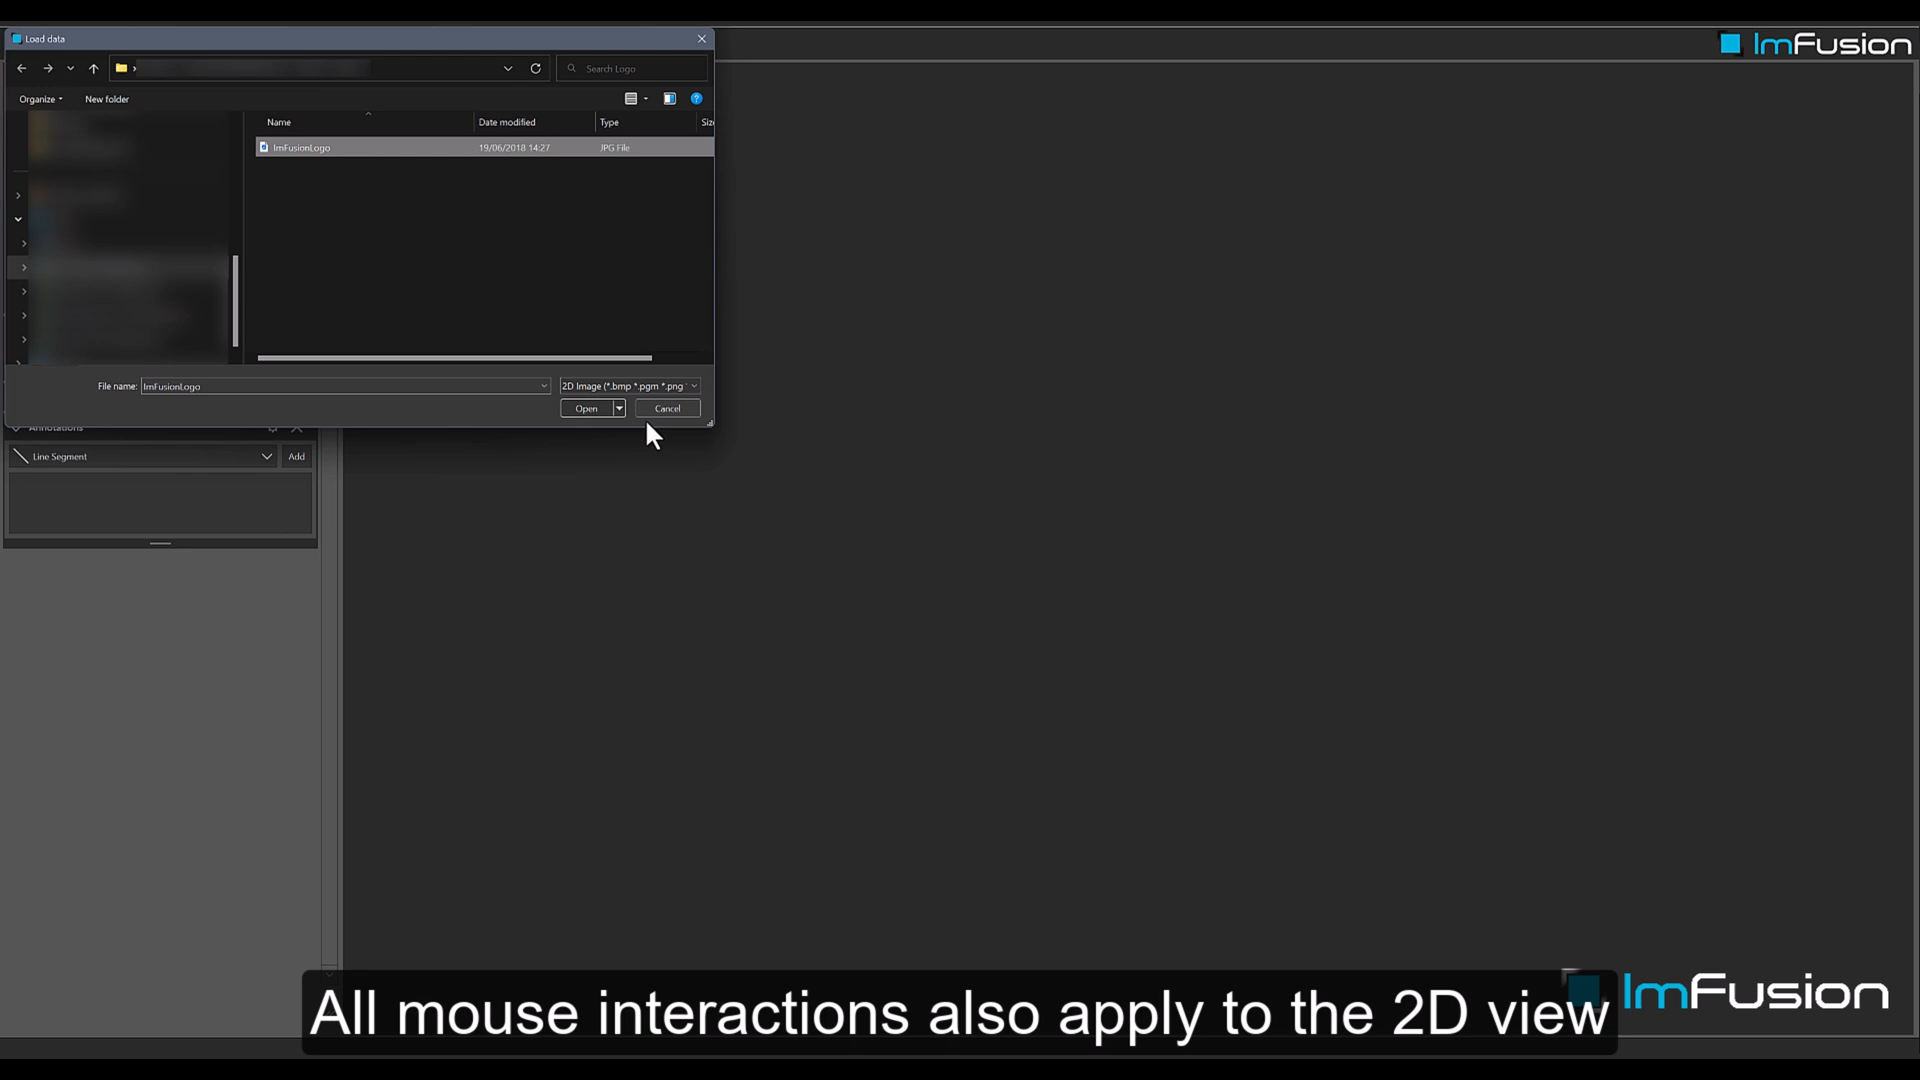 Load data
ImFusion
Search Logo
Organize
New folder
Name
Date modified
Type
ImFusionLogo
19/06/2018 14:27
JPG File
File name:
ImFusionLogo
2D Image (*.bmp *.pgm *.png
Open
Cancel
Annotations
Line Segment
Add
All mouse interactions also apply to the 2D view
ImFusion